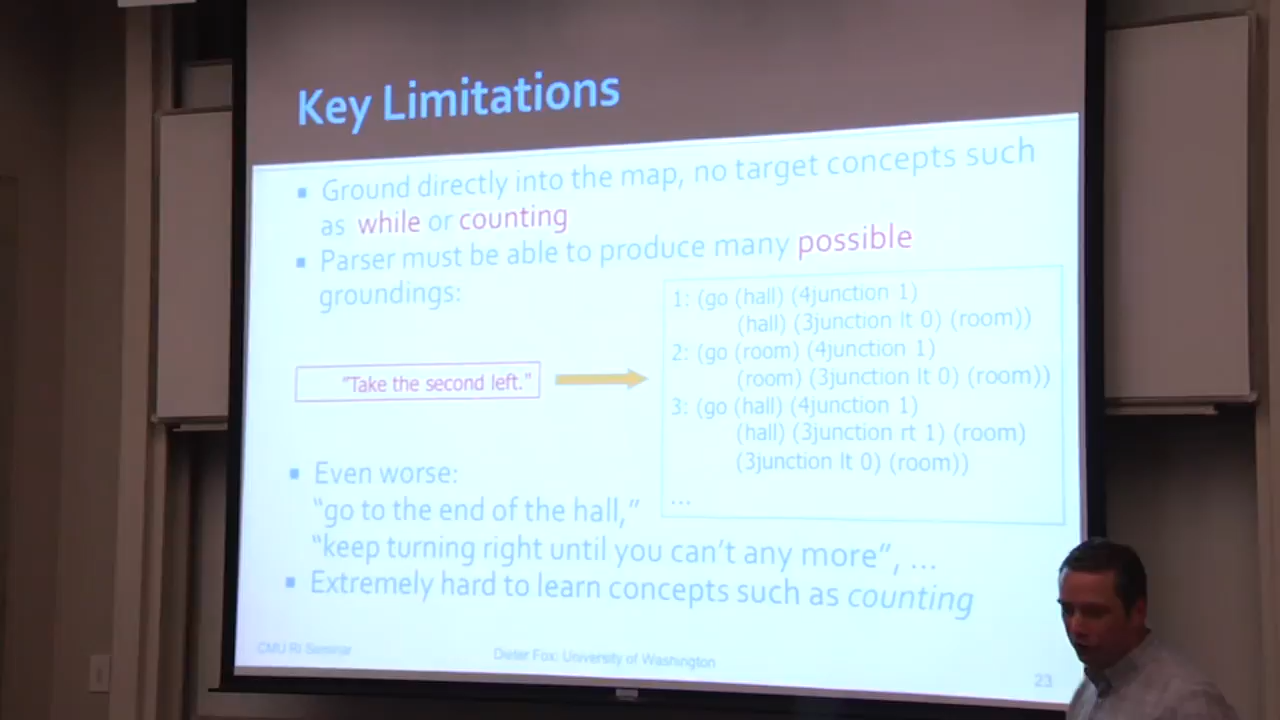 Key Limitations
▪ Ground directly into the map, no target concepts such
as while or counting
▪ Parser must be able to produce many possible
groundings:
"Take the second left."
1: (go (hall) (4junction 1)
(hall) (3junction lt 0) (room))
2: (go (room) (4junction 1)
(room) (3junction lt 0) (room))
3: (go (hall) (4junction 1)
(hall) (3junction rt 1) (room)
(3junction lt 0) (room))
...
▪ Even worse:
"go to the end of the hall,"
"keep turning right until you can't any more", ...
▪ Extremely hard to learn concepts such as counting
CMU RI Seminar
Dieter Fox: University of Washington
23